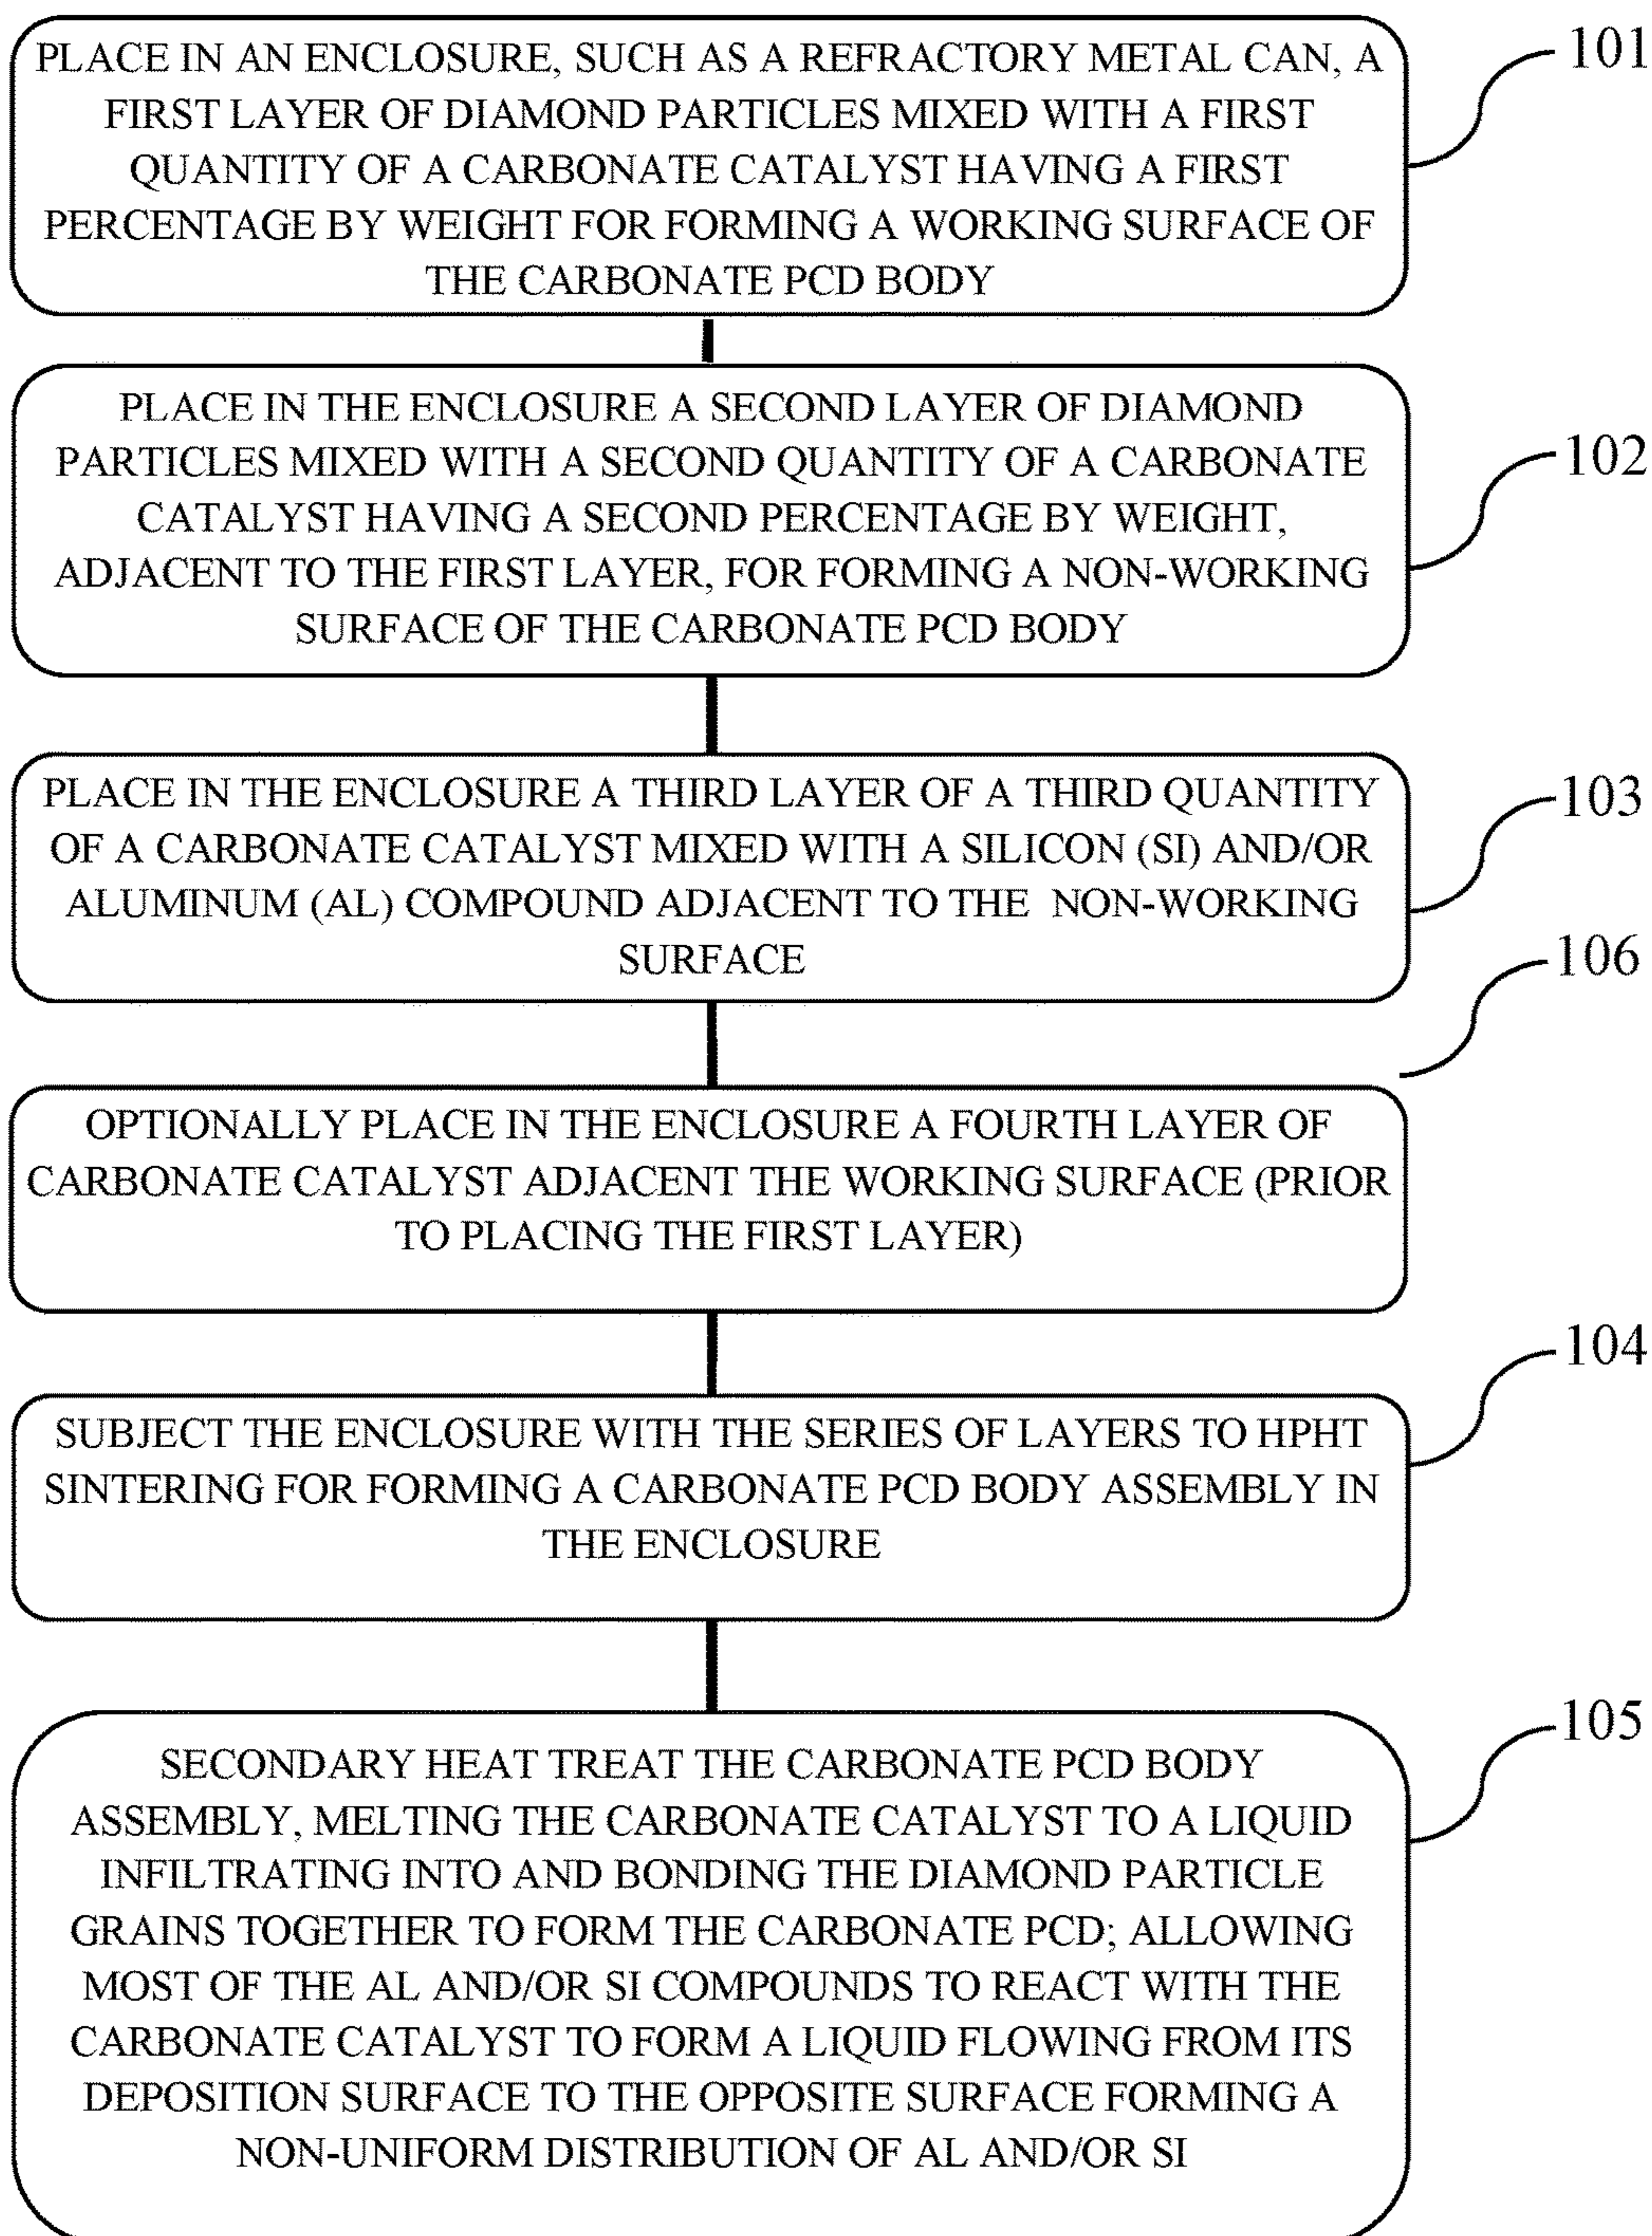 PLACE IN AN ENCLOSURE, SUCH AS A REFRACTORY METAL CAN, A
FIRST LAYER OF DIAMOND PARTICLES MIXED WITH A FIRST
QUANTITY OF A CARBONATE CATALYST HAVING A FIRST
PERCENTAGE BY WEIGHT FOR FORMING A WORKING SURFACE OF
THE CARBONATE PCD BODY
101
PLACE IN THE ENCLOSURE A SECOND LAYER OF DIAMOND
PARTICLES MIXED WITH A SECOND QUANTITY OF A CARBONATE
CATALYST HAVING A SECOND PERCENTAGE BY WEIGHT,
ADJACENT TO THE FIRST LAYER, FOR FORMING A NON-WORKING
SURFACE OF THE CARBONATE PCD BODY
102
PLACE IN THE ENCLOSURE A THIRD LAYER OF A THIRD QUANTITY
OF A CARBONATE CATALYST MIXED WITH A SILICON (SI) AND/OR
ALUMINUM (AL) COMPOUND ADJACENT TO THE NON-WORKING
SURFACE
103
OPTIONALLY PLACE IN THE ENCLOSURE A FOURTH LAYER OF
CARBONATE CATALYST ADJACENT THE WORKING SURFACE (PRIOR
TO PLACING THE FIRST LAYER)
106
SUBJECT THE ENCLOSURE WITH THE SERIES OF LAYERS TO HPHT
SINTERING FOR FORMING A CARBONATE PCD BODY ASSEMBLY IN
THE ENCLOSURE
104
SECONDARY HEAT TREAT THE CARBONATE PCD BODY
ASSEMBLY, MELTING THE CARBONATE CATALYST TO A LIQUID
INFILTRATING INTO AND BONDING THE DIAMOND PARTICLE
GRAINS TOGETHER TO FORM THE CARBONATE PCD; ALLOWING
MOST OF THE AL AND/OR SI COMPOUNDS TO REACT WITH THE
CARBONATE CATALYST TO FORM A LIQUID FLOWING FROM ITS
DEPOSITION SURFACE TO THE OPPOSITE SURFACE FORMING A
NON-UNIFORM DISTRIBUTION OF AL AND/OR SI
105